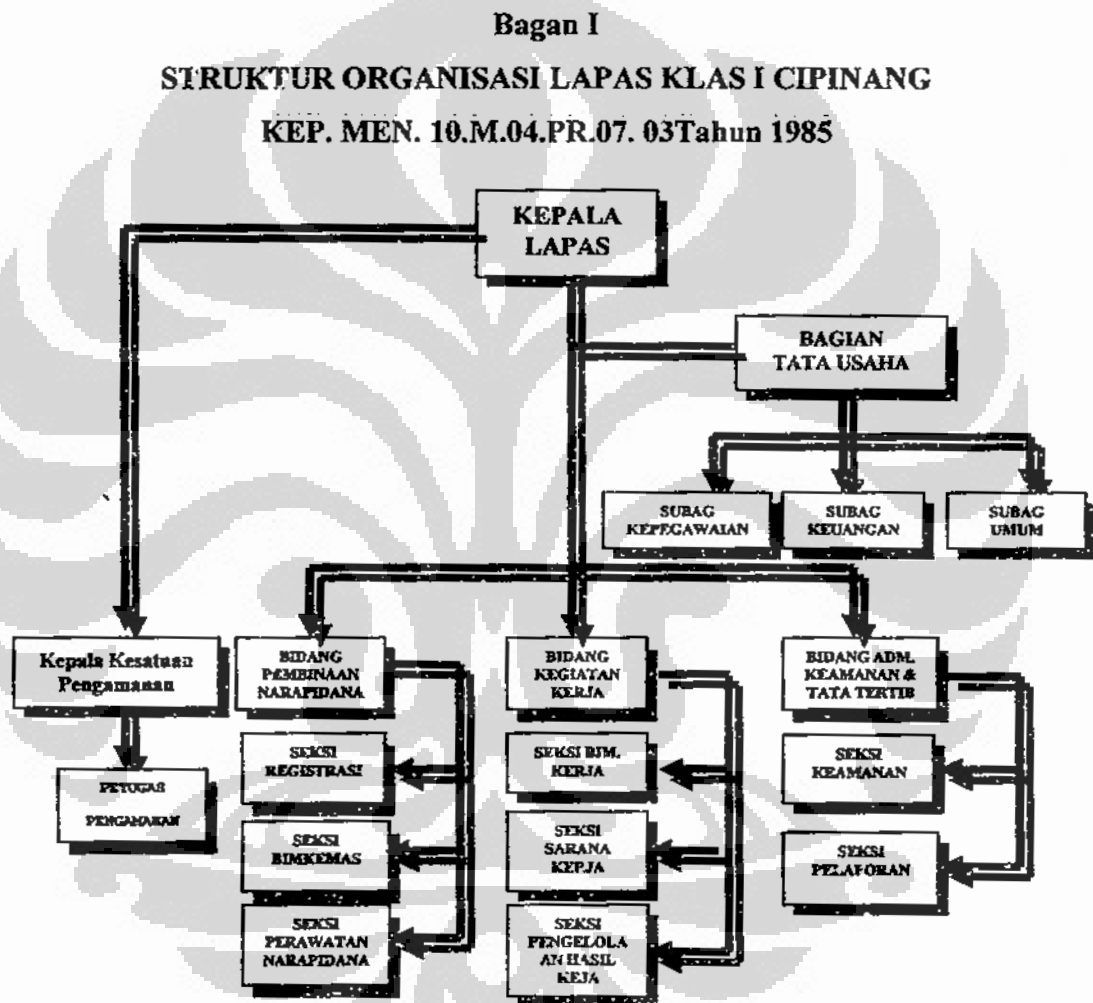 Bagan I
STRUKTUR ORGANISASI LAPAS KLAS I CIPINANG
KEP. MEN. 10.M.04.PR.07. 03Tahun 1985
KEPALA
LAPAS
BAGIAN
TATA USAHA
SUBAG
KEPEGAWAIAN
SUBAG
KEUANGAN
SUBAG
UMUM
Kepala Kesatuan
Pengamanan
PETUGAS
PENGAMANAN
BIDANG
PEMBINAAN
NARAPIDANA
SEKSI
REGISTRASI
SEKSI
BIMKEMAS
SEKSI
PERAWATAN
NARAPIDANA
BIDANG
KEGIATAN
KERJA
SEKSI BIM.
KERJA
SEKSI
SARANA
KERJA
SEKSI
PENGELOLA
AN HASIL
KEJA
BIDANG ADM.
KEAMANAN &
TATA TERTIB
SEKSI
KEAMANAN
SEKSI
PELAPORAN